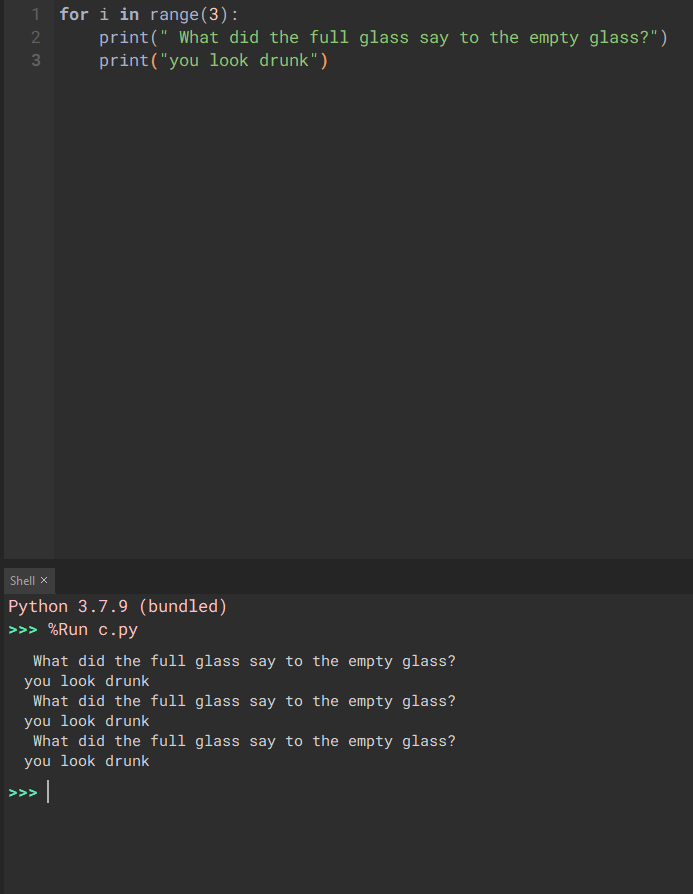 1 for i in range(3):
2     print(" What did the full glass say to the empty glass?")
3     print("you look drunk")
Shell ×
Python 3.7.9 (bundled)
>>> %Run c.py
 What did the full glass say to the empty glass?
you look drunk
 What did the full glass say to the empty glass?
you look drunk
 What did the full glass say to the empty glass?
you look drunk
>>>